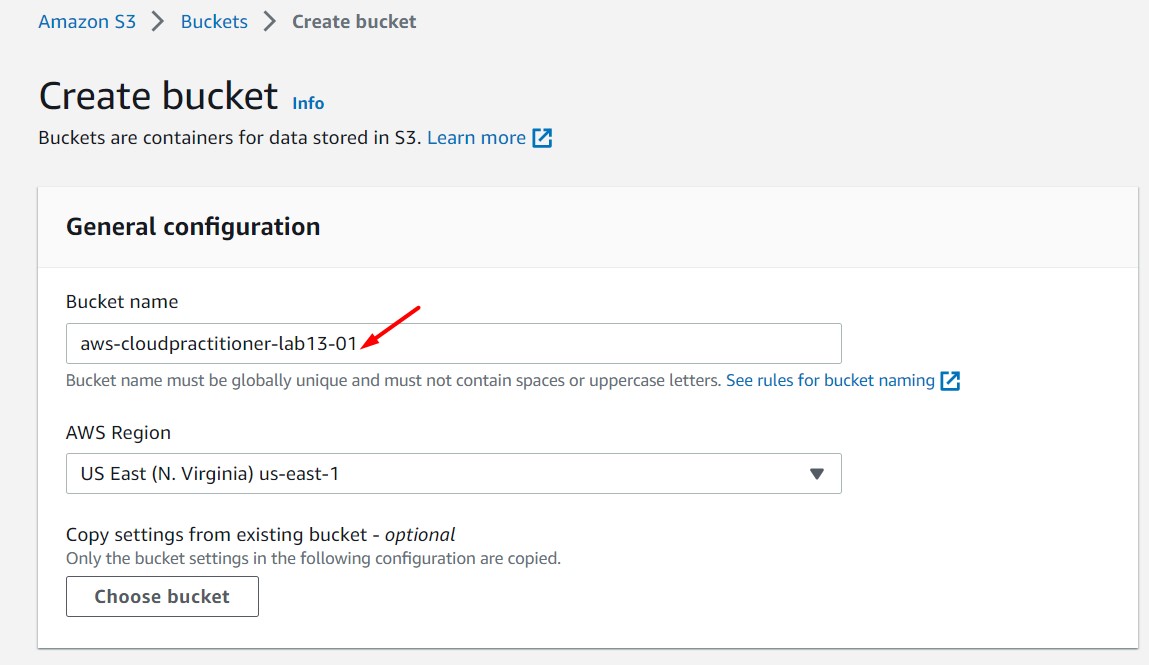 Amazon S3 > Buckets > Create bucket
Create bucket Info
Buckets are containers for data stored in S3. Learn more
General configuration
Bucket name
aws-cloudpractitioner-lab13-01
Bucket name must be globally unique and must not contain spaces or uppercase letters. See rules for bucket naming
AWS Region
US East (N. Virginia) us-east-1
Copy settings from existing bucket - optional
Only the bucket settings in the following configuration are copied.
Choose bucket